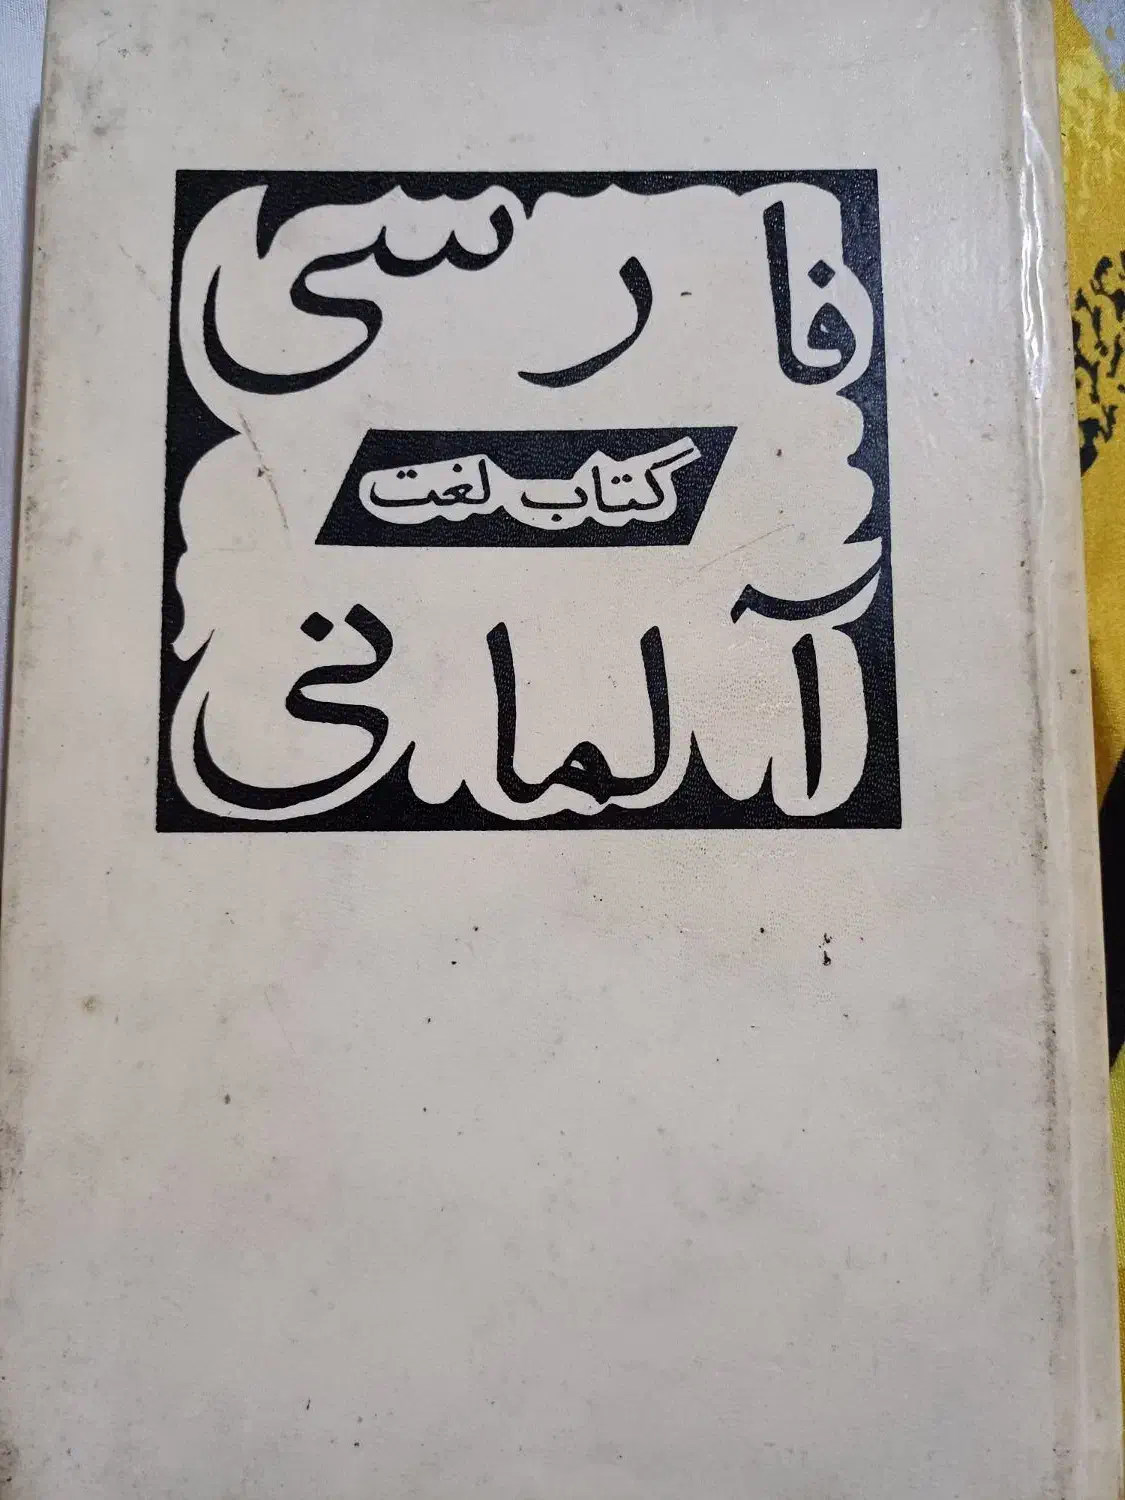 فارسی
کتاب لغت
آلمانی